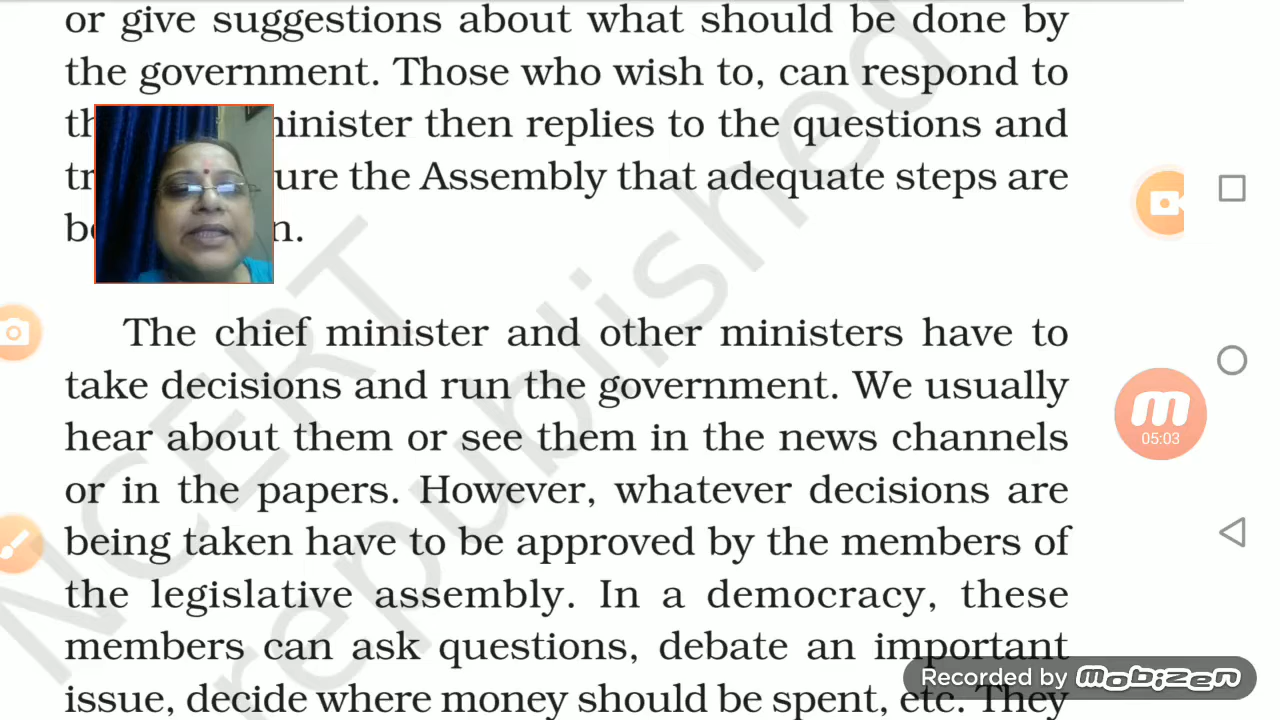 or give suggestions about what should be done by
the government. Those who wish to, can respond to
minister then replies to the questions and
ure the Assembly that adequate steps are
n.
The chief minister and other ministers have to
take decisions and run the government. We usually
hear about them or see them in the news channels
or in the papers. However, whatever decisions are
being taken have to be approved by the members of
the legislative assembly. In a democracy, these
members can ask questions, debate an important
issue, decide where money should be spent, etc. They
NCERT
republished
05:03
Recorded by mobizen